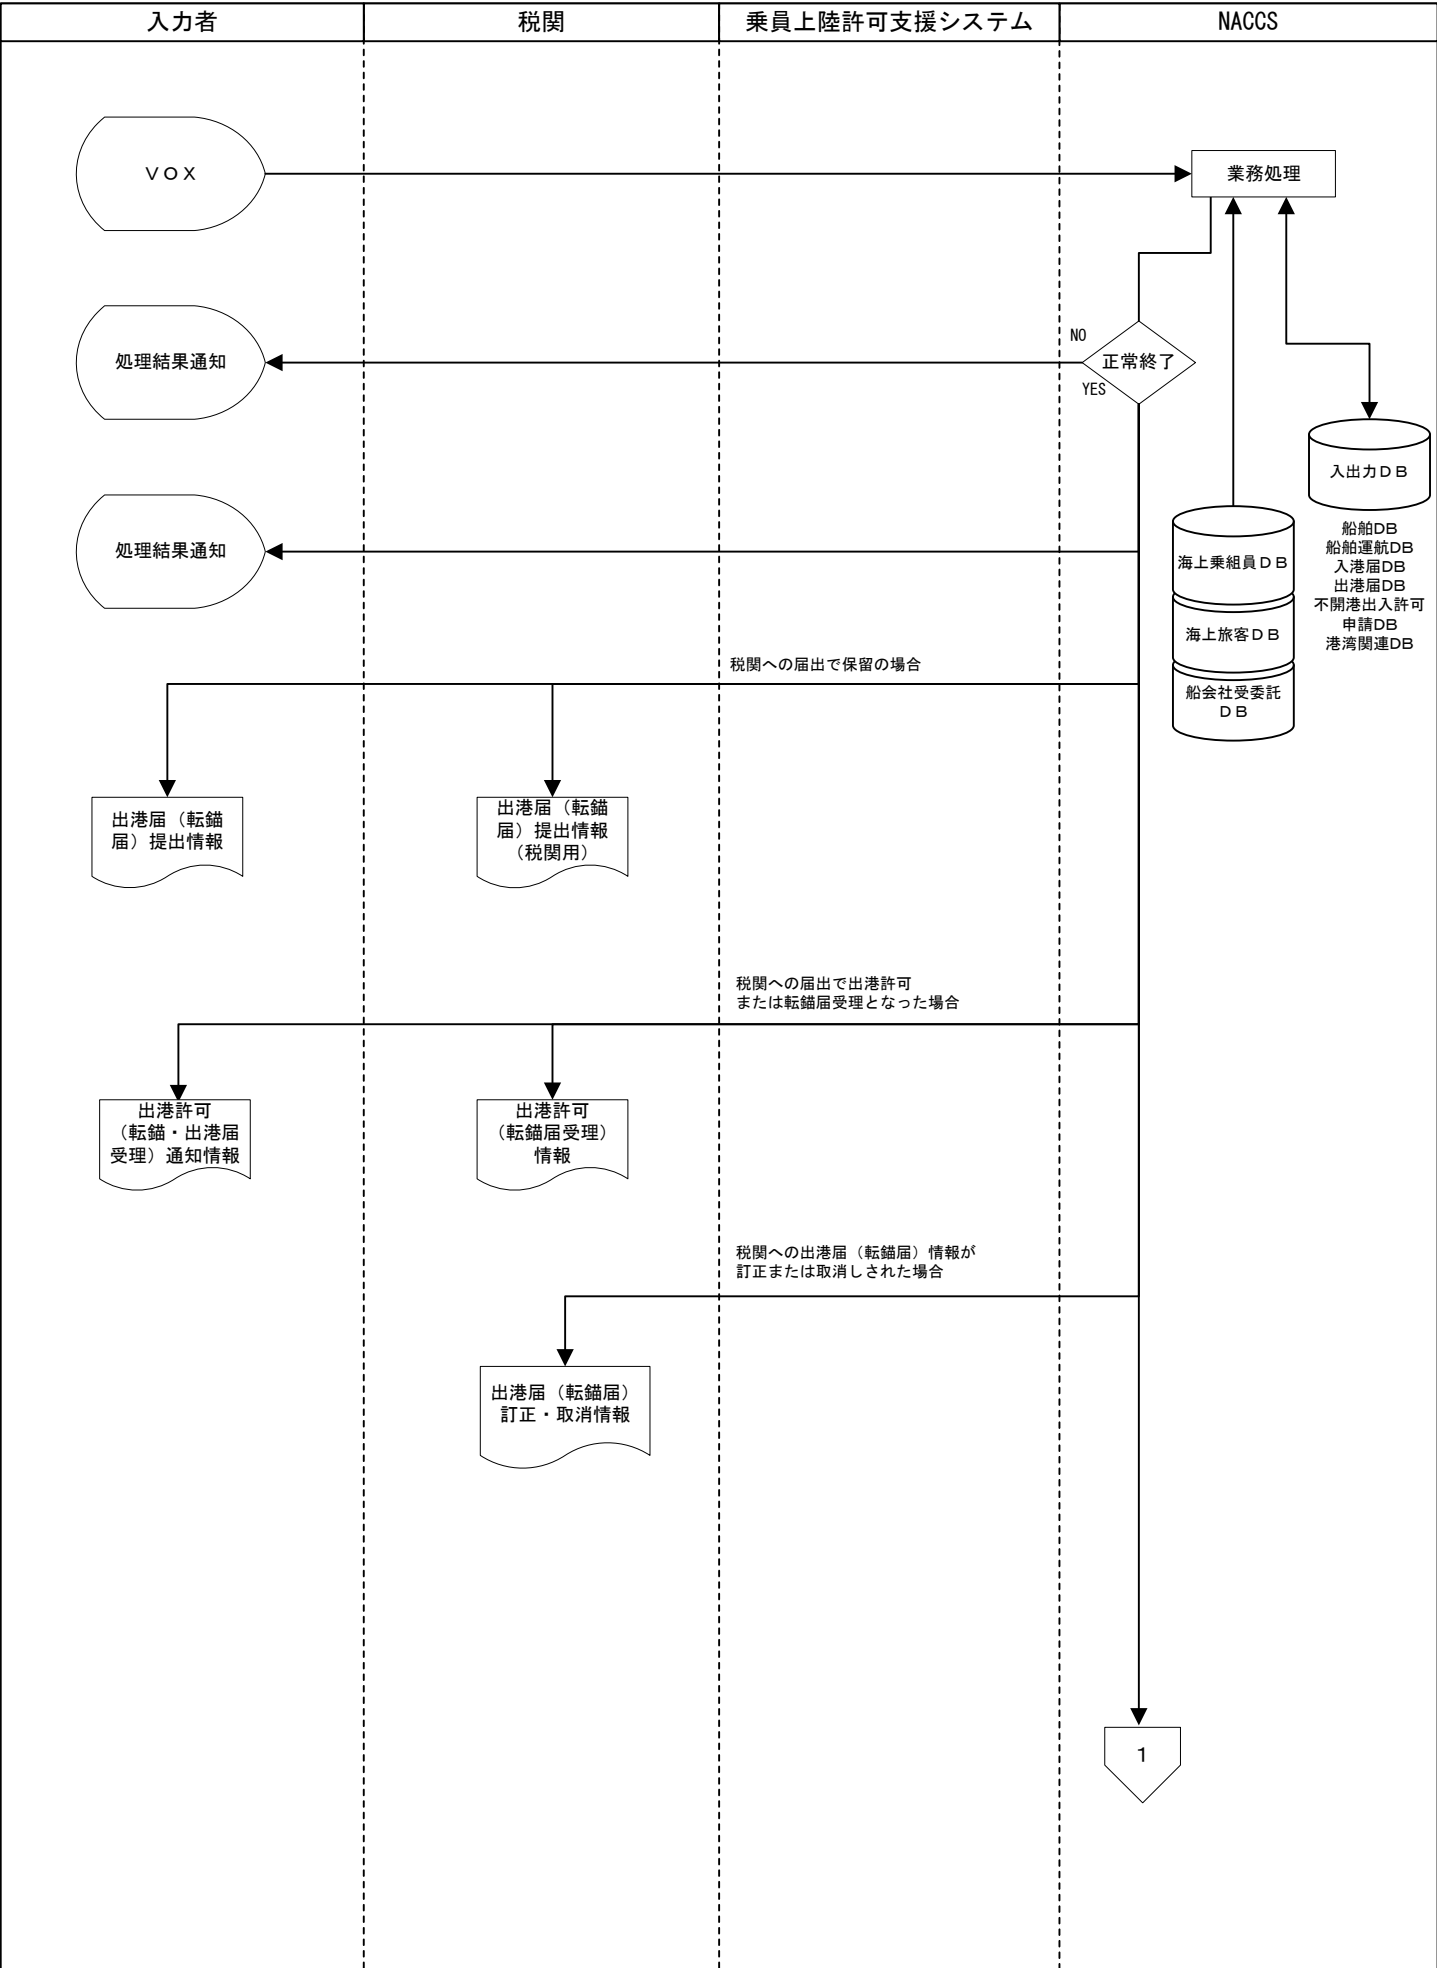 入力者
税関
乗員上陸許可支援システム
NACCS
ＶＯＸ
業務処理
NO
処理結果通知
正常終了
YES
入出力ＤＢ
船舶DB
船舶運航DB
入港届DB
出港届DB
不開港出入許可
申請DB
港湾関連DB
処理結果通知
海上乗組員ＤＢ
海上旅客ＤＢ
船会社受委託
ＤＢ
税関への届出で保留の場合
出港届（転錨
届）提出情報
出港届（転錨
届）提出情報
（税関用）
税関への届出で出港許可
または転錨届受理となった場合
出港許可
（転錨・出港届
受理）通知情報
出港許可
（転錨届受理）
情報
税関への出港届（転錨届）情報が
訂正または取消しされた場合
出港届（転錨届）
訂正・取消情報
１